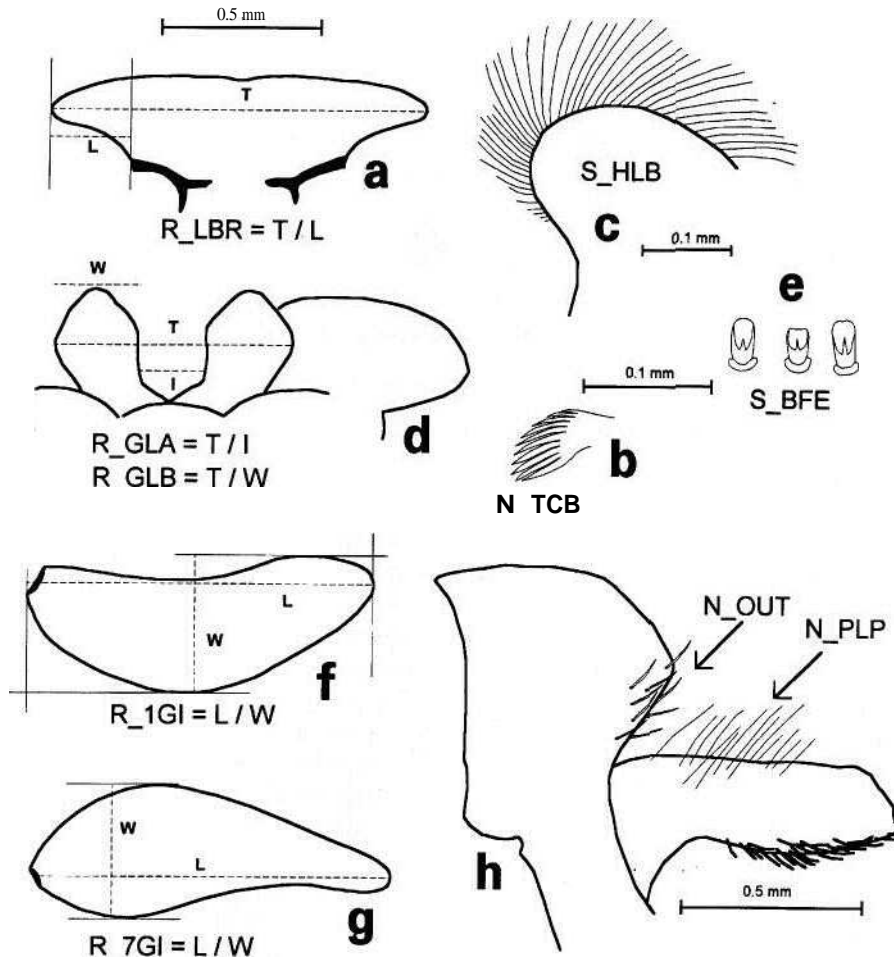 0.5 mm
T
L
a
R_LBR = T / L
S_HLB
c
0.1 mm
W
T
I
d
R_GLA = T / I
R GLB = T / W
e
0.1 mm
S_BFE
b
N TCB
L
W
f
R_1GI = L / W
N_OUT
N_PLP
W
L
g
R 7GI = L / W
h
0.5 mm